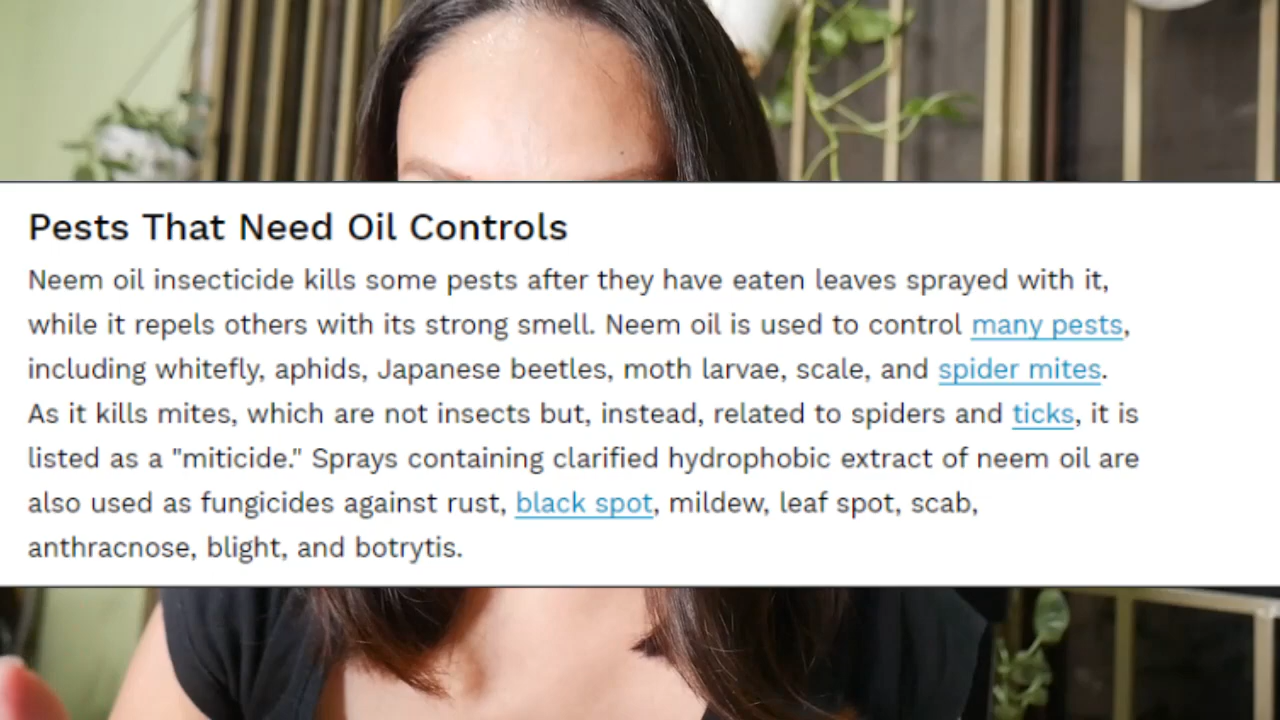 Pests That Need Oil Controls
Neem oil insecticide kills some pests after they have eaten leaves sprayed with it,
while it repels others with its strong smell. Neem oil is used to control many pests,
including whitefly, aphids, Japanese beetles, moth larvae, scale, and spider mites.
As it kills mites, which are not insects but, instead, related to spiders and ticks, it is
listed as a "miticide." Sprays containing clarified hydrophobic extract of neem oil are
also used as fungicides against rust, black spot, mildew, leaf spot, scab,
anthracnose, blight, and botrytis.